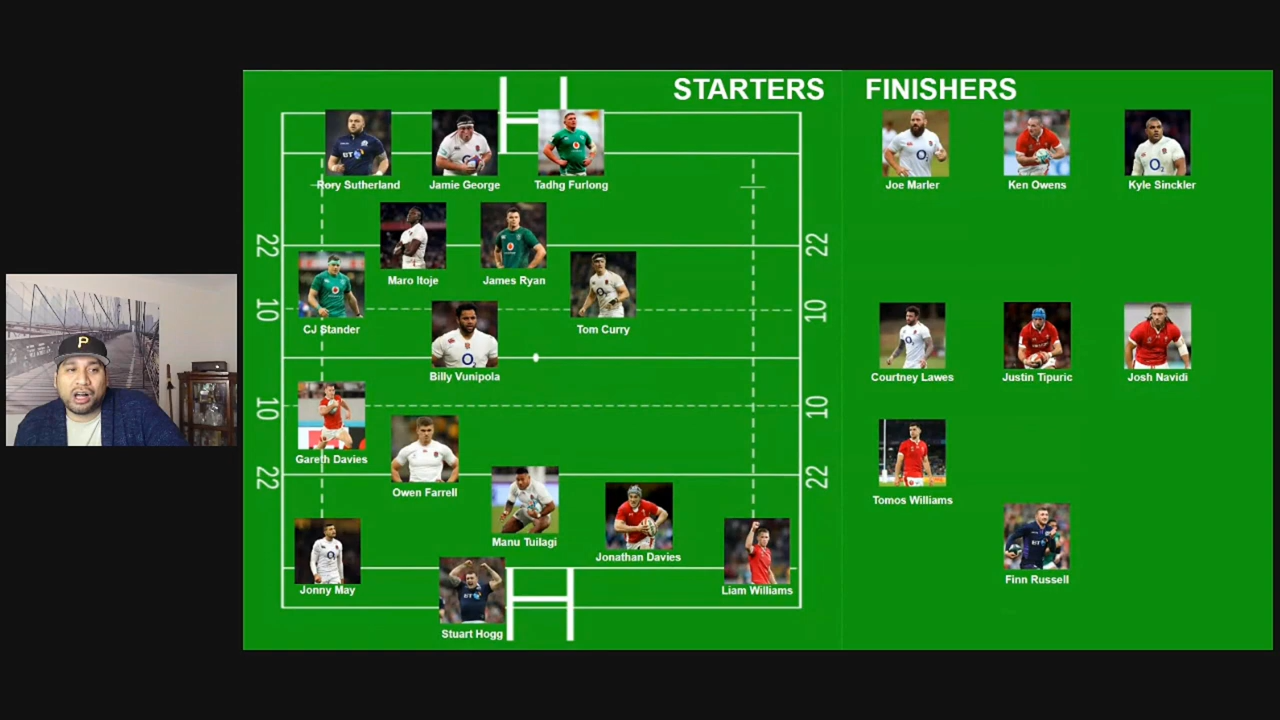 STARTERS
FINISHERS
Rory Sutherland
Jamie George
Tadhg Furlong
Joe Marler
Ken Owens
Kyle Sinckler
Maro Itoje
James Ryan
22
22
CJ Stander
Tom Curry
10
10
Billy Vunipola
Courtney Lawes
Justin Tipuric
Josh Navidi
P
10
10
Gareth Davies
Owen Farrell
22
22
Tomos Williams
Manu Tuilagi
Jonathan Davies
Jonny May
Liam Williams
Finn Russell
Stuart Hogg